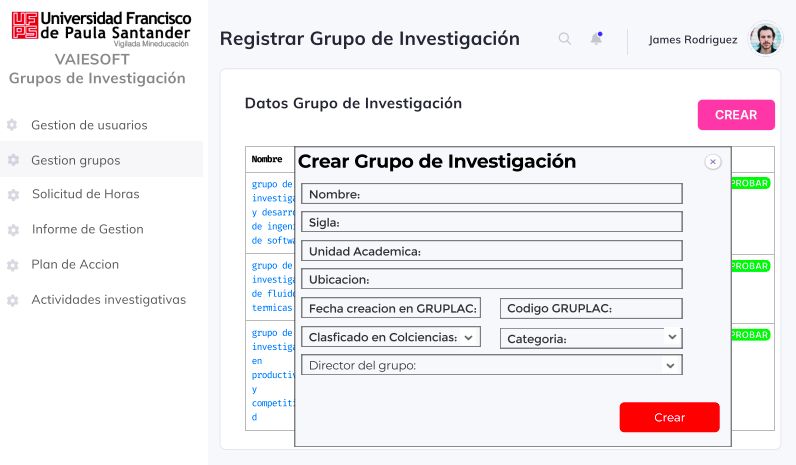 UFPS Universidad Francisco
de Paula Santander
Vigilada Mineducación
VAIESOFT
Grupos de Investigación
Gestion de usuarios
Gestion grupos
Solicitud de Horas
Informe de Gestion
Plan de Accion
Actividades investigativas
Registrar Grupo de Investigación
James Rodriguez
Datos Grupo de Investigación
CREAR
Nombre
grupo de
investiga
y desarro
de ingeni
de softwa
grupo de
investiga
de fluido
termicas
grupo de
investiga
en
productiv
y
competiti
d
PROBAR
PROBAR
PROBAR
Crear Grupo de Investigación
Nombre:
Sigla:
Unidad Academica:
Ubicacion:
Fecha creacion en GRUPLAC:
Codigo GRUPLAC:
Clasficado en Colciencias:
Categoria:
Director del grupo:
Crear